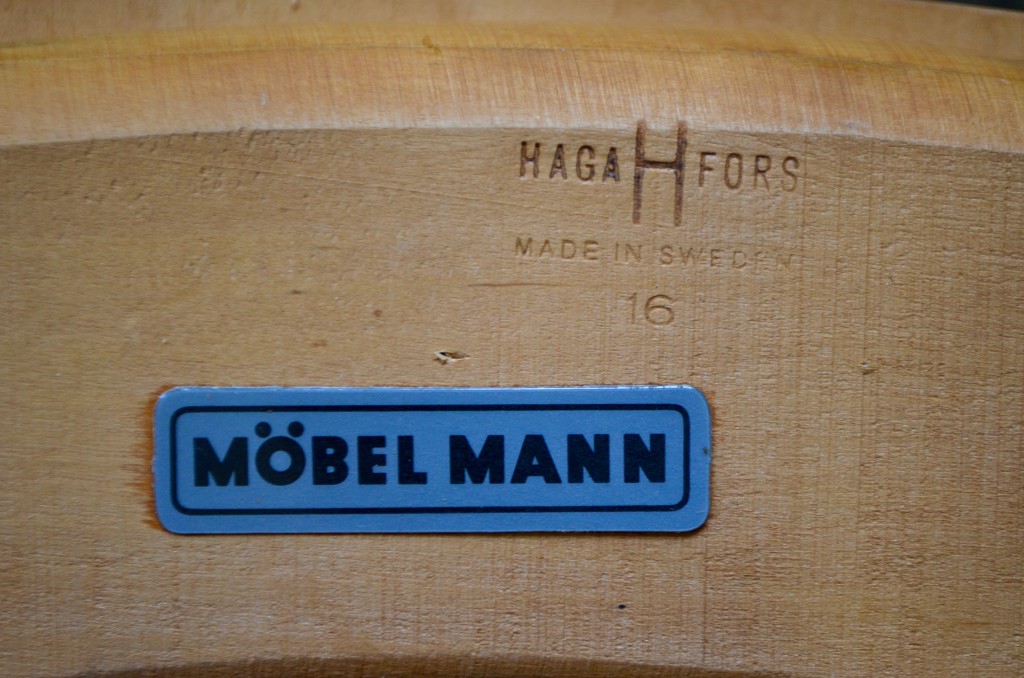 HAGA H FORS
MADE IN SWEDEN
16
MÖBEL MANN